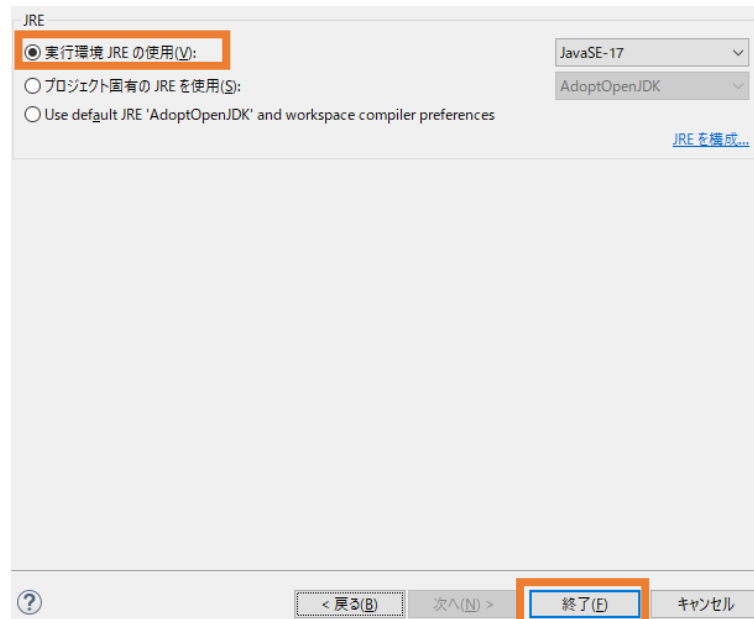 JRE
実行環境 JRE の使用(V): JavaSE-17
プロジェクト固有の JRE を使用(S): AdoptOpenJDK
Use default JRE 'AdoptOpenJDK' and workspace compiler preferences
JRE を構成...
? < 戻る(B) 次へ(N) > 終了(F) キャンセル